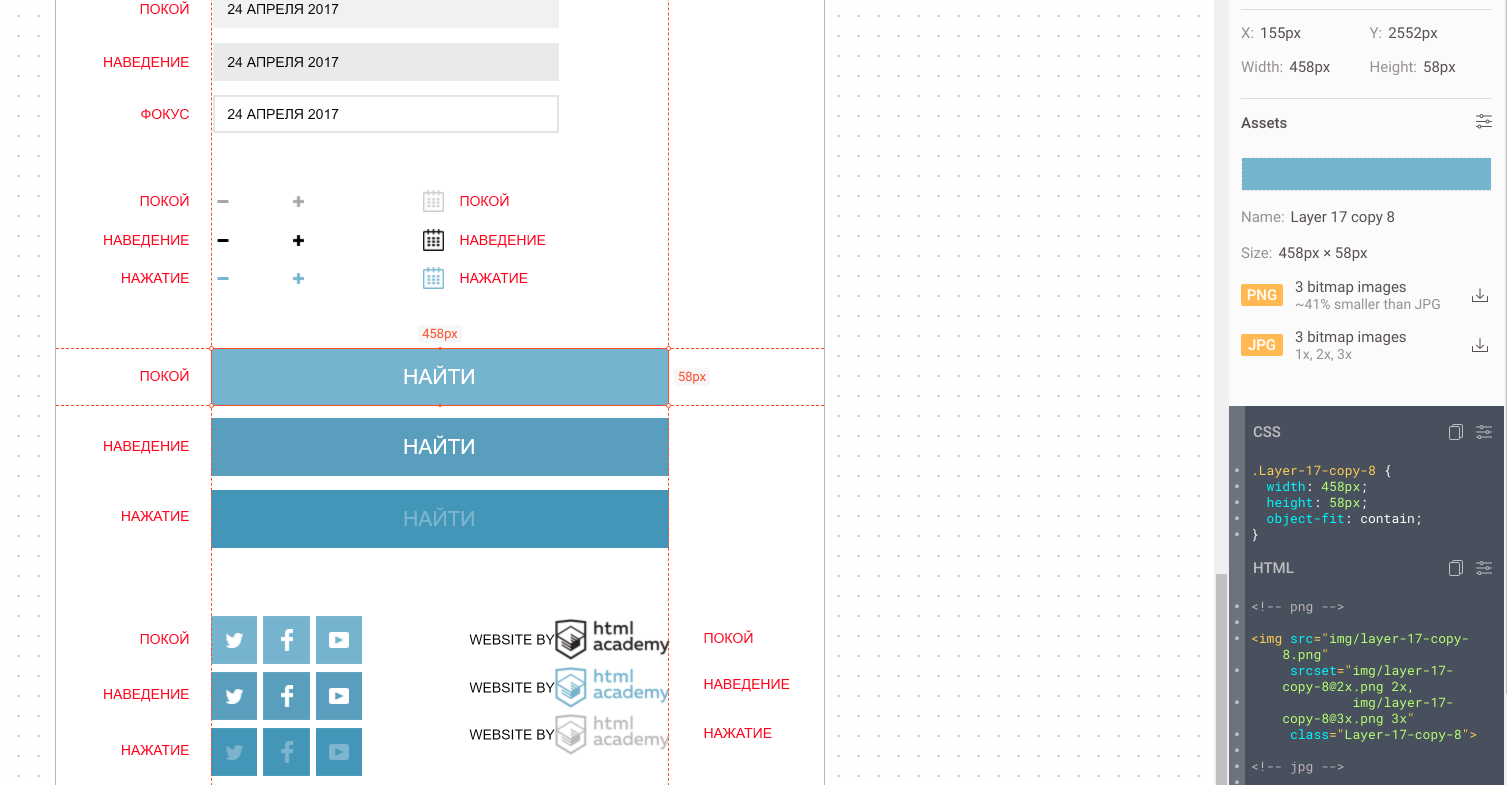 ПОКОЙ 24 АПРЕЛЯ 2017
НАВЕДЕНИЕ 24 АПРЕЛЯ 2017
ФОКУС 24 АПРЕЛЯ 2017
ПОКОЙ ПОКОЙ
НАВЕДЕНИЕ НАВЕДЕНИЕ
НАЖАТИЕ НАЖАТИЕ
458px
ПОКОЙ НАЙТИ 58px
НАВЕДЕНИЕ НАЙТИ
НАЖАТИЕ НАЙТИ
ПОКОЙ WEBSITE BY html academy ПОКОЙ
НАВЕДЕНИЕ WEBSITE BY html academy НАВЕДЕНИЕ
НАЖАТИЕ WEBSITE BY html academy НАЖАТИЕ
X: 155px Y: 2552px
Width: 458px Height: 58px
Assets
Name: Layer 17 copy 8
Size: 458px × 58px
PNG 3 bitmap images
~41% smaller than JPG
JPG 3 bitmap images
1x, 2x, 3x
CSS
.Layer-17-copy-8 {
width: 458px;
height: 58px;
object-fit: contain;
}
HTML
<!-- png -->
<img src="img/layer-17-copy-
8.png"
srcset="img/layer-17-
copy-8@2x.png 2x,
img/layer-17-
copy-8@3x.png 3x"
class="Layer-17-copy-8">
<!-- jpg -->